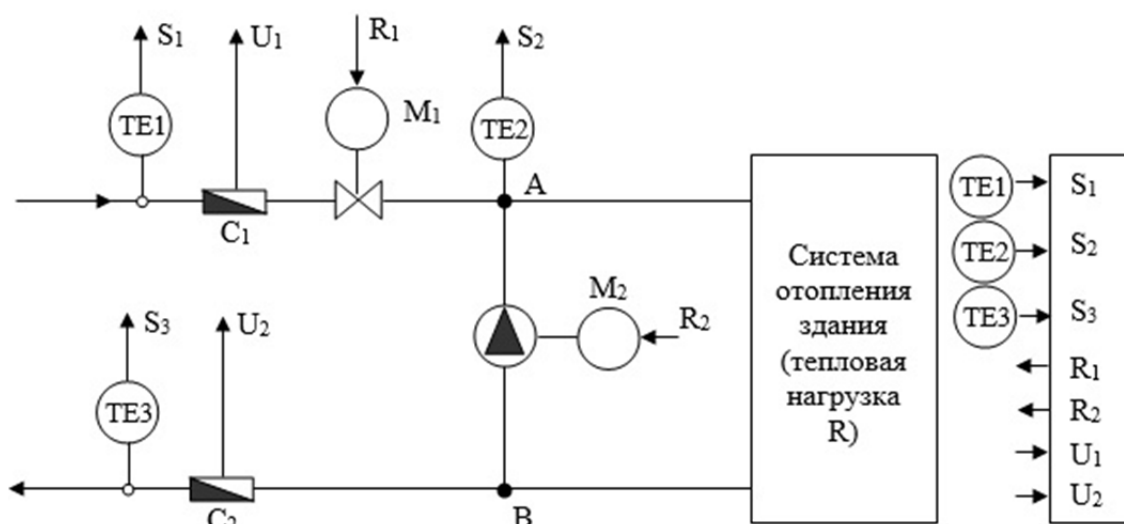 S₁
U₁
R₁
S₂
TE1
M₁
TE2
A
C₁
Система
отопления
здания
(тепловая
нагрузка
R)
S₃
U₂
M₂
R₂
TE3
C₂
B
TE1
S₁
TE2
S₂
TE3
S₃
R₁
R₂
U₁
U₂